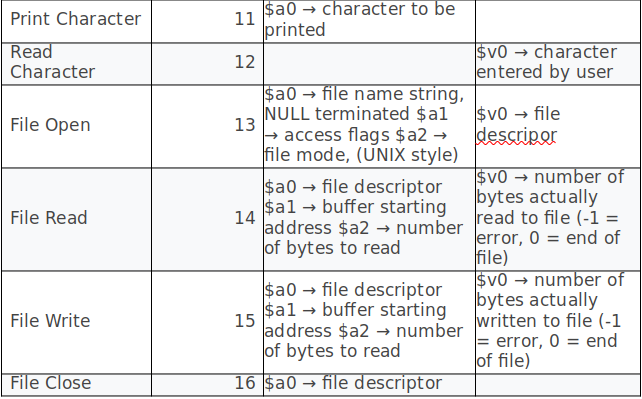 Print Character 11 $a0 → character to be
printed
Read
Character 12 $v0 → character
entered by user
File Open 13 $a0 → file name string,
NULL terminated $a1
→ access flags $a2 →
file mode, (UNIX style) $v0 → file
descripor
File Read 14 $a0 → file descriptor
$a1 → buffer starting
address $a2 → number
of bytes to read $v0 → number of
bytes actually
read to file (-1 =
error, 0 = end of
file)
File Write 15 $a0 → file descriptor
$a1 → buffer starting
address $a2 → number
of bytes to read $v0 → number of
bytes actually
written to file (-1
= error, 0 = end
of file)
File Close 16 $a0 → file descriptor